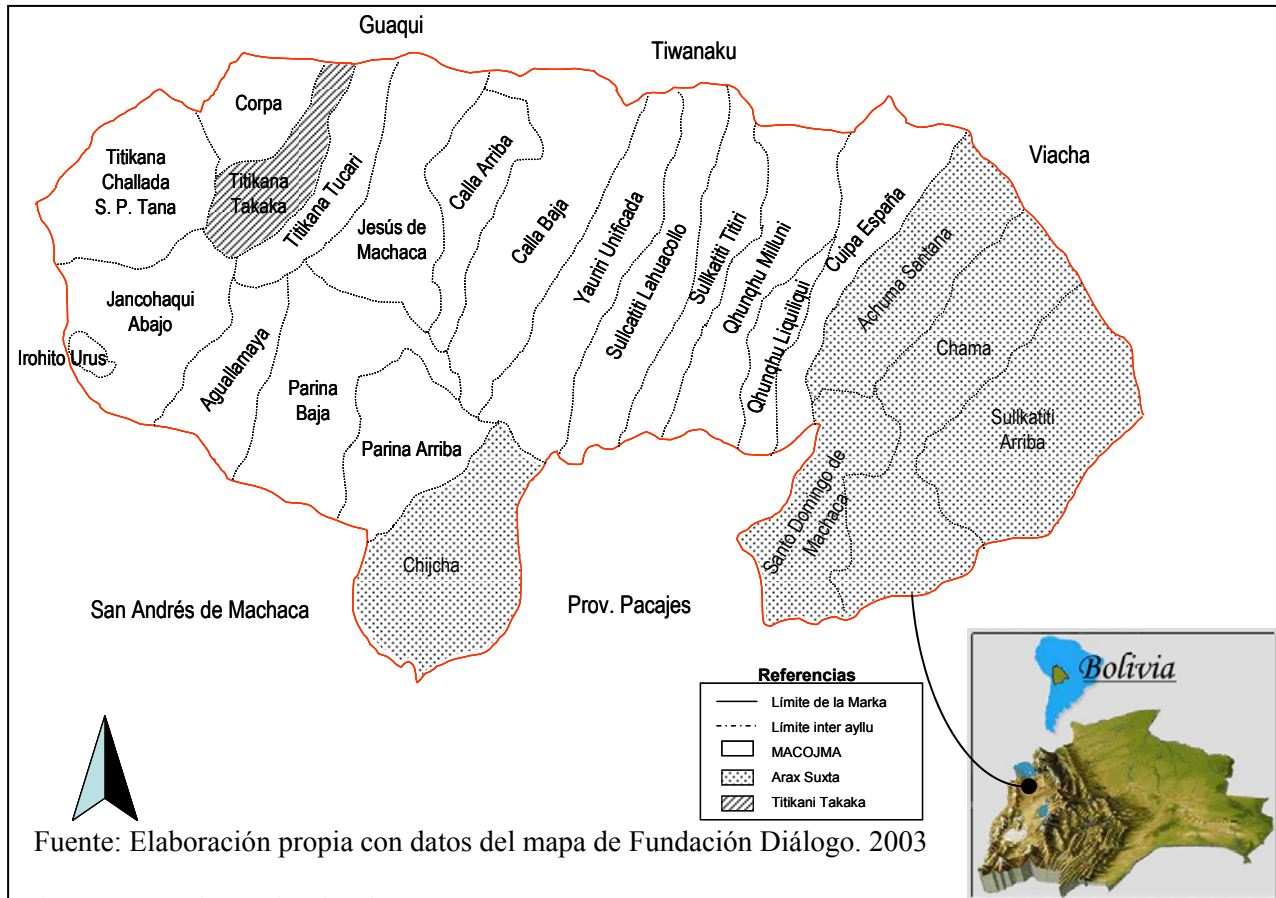 Guaqui
Tiwanaku
Viacha
Corpa
Titikana
Challada
S. P. Tana
Titikana
Takaka
Titikana Tucari
Jesús de
Machaca
Calla Arriba
Calla Baja
Yauriri Unificada
Sullcatiti Lahuacollo
Sullkatiti Titiri
Qhunqhu Milluni
Qhunqhu Liquiliqui
Cuipa España
Achuma Santana
Chama
Sullkatiti
Arriba
Jancohaqui
Abajo
Irohito Urus
Aguallamaya
Parina
Baja
Parina Arriba
Chijcha
Santo Domingo de
Machaca
San Andrés de Machaca
Prov. Pacajes
Referencias
Límite de la Marka
Límite inter ayllu
MACOJMA
Arax Suxta
Titikani Takaka
Bolivia
Fuente: Elaboración propia con datos del mapa de Fundación Diálogo. 2003